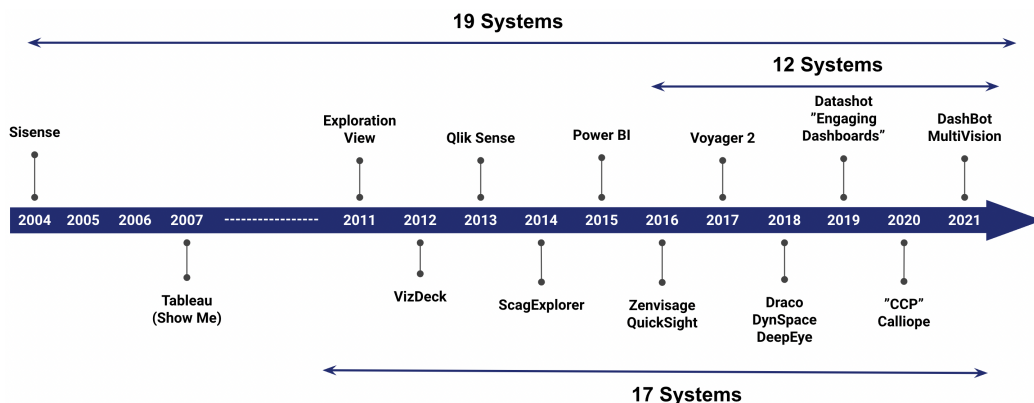 19 Systems
12 Systems
Sisense
Exploration
View
Qlik Sense
Power BI
Voyager 2
Datashot
”Engaging
Dashboards”
DashBot
MultiVision
2004 2005 2006 2007 ----------------- 2011 2012 2013 2014 2015 2016 2017 2018 2019 2020 2021
Tableau
(Show Me)
VizDeck
ScagExplorer
Zenvisage
QuickSight
Draco
DynSpace
DeepEye
”CCP”
Calliope
17 Systems